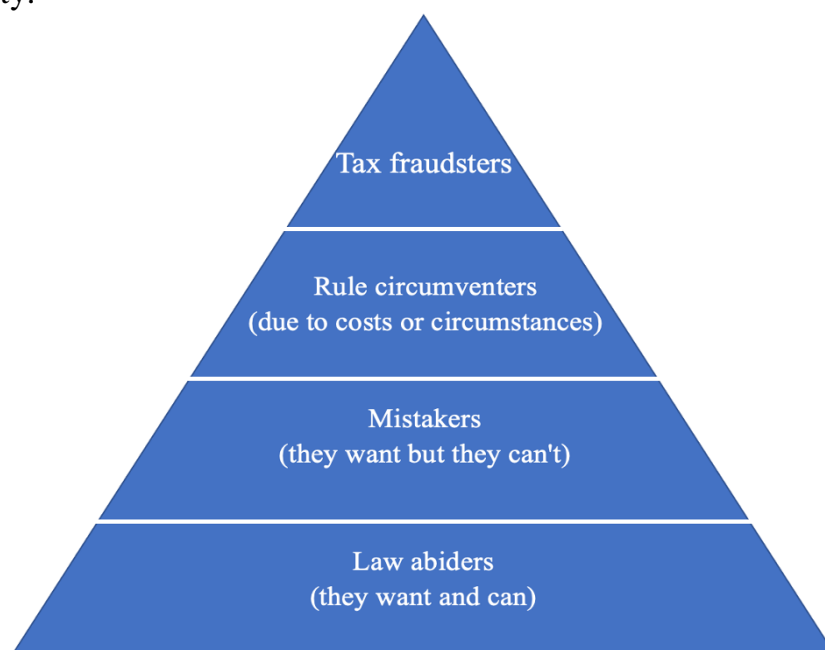 Tax fraudsters
Rule circumventers
(due to costs or circumstances)
Mistakers
(they want but they can't)
Law abiders
(they want and can)